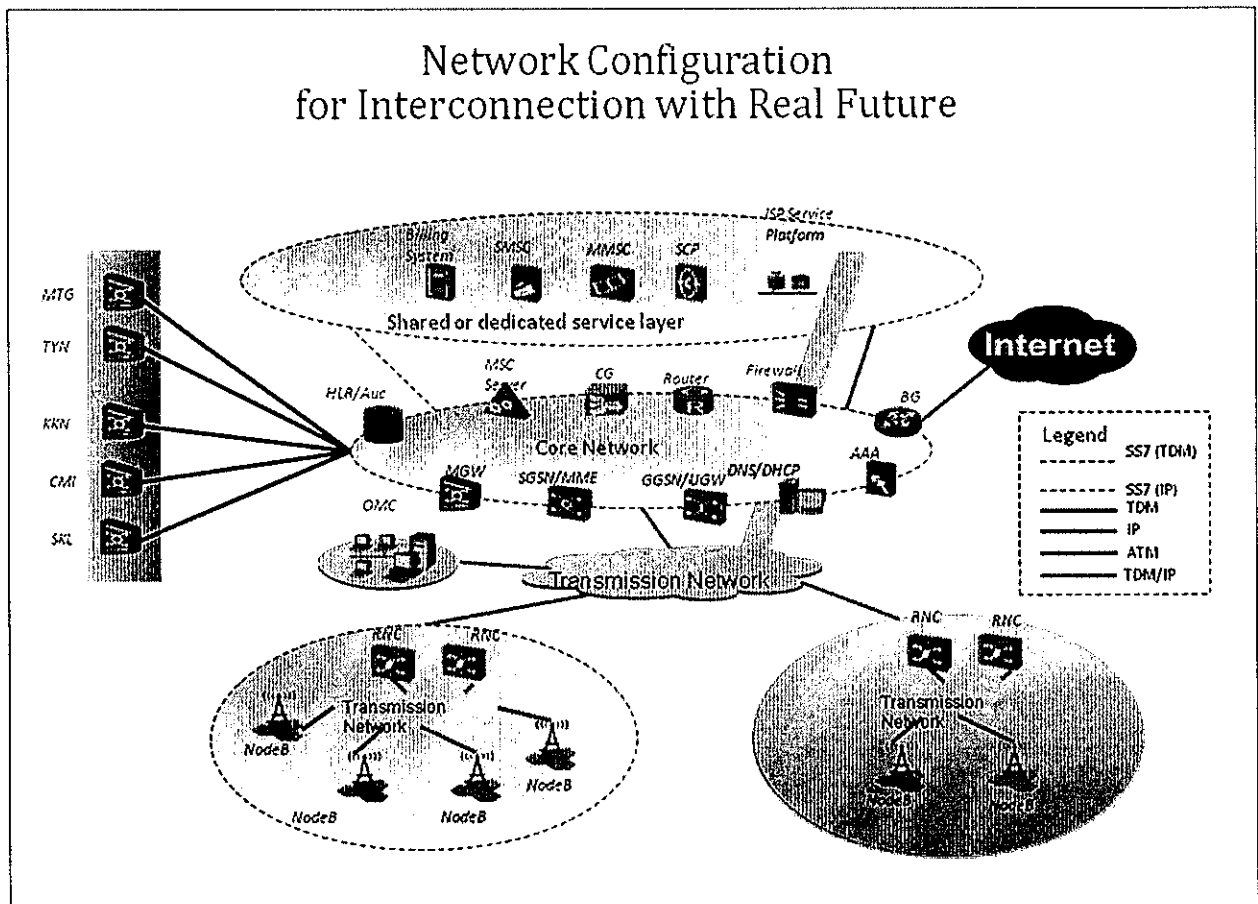 Network Configuration
for Interconnection with Real Future
ISP Service
Platform
Billing
System
SMSC
MMSC
SCP
Shared or dedicated service layer
MTG
TYN
KKN
CMI
SKL
Internet
HLR/Auc
MSC
Server
CG
Router
Firewall
BG
Core Network
AAA
MGW
SGSN/MME
GGSN/UGW
DNS/DHCP
OMC
Transmission Network
Legend
SS7 (TDM)
SS7 (IP)
TDM
IP
ATM
TDM/IP
RNC
RNC
Transmission
Network
NodeB
NodeB
NodeB
NodeB
RNC
RNC
Transmission
Network
NodeB
NodeB